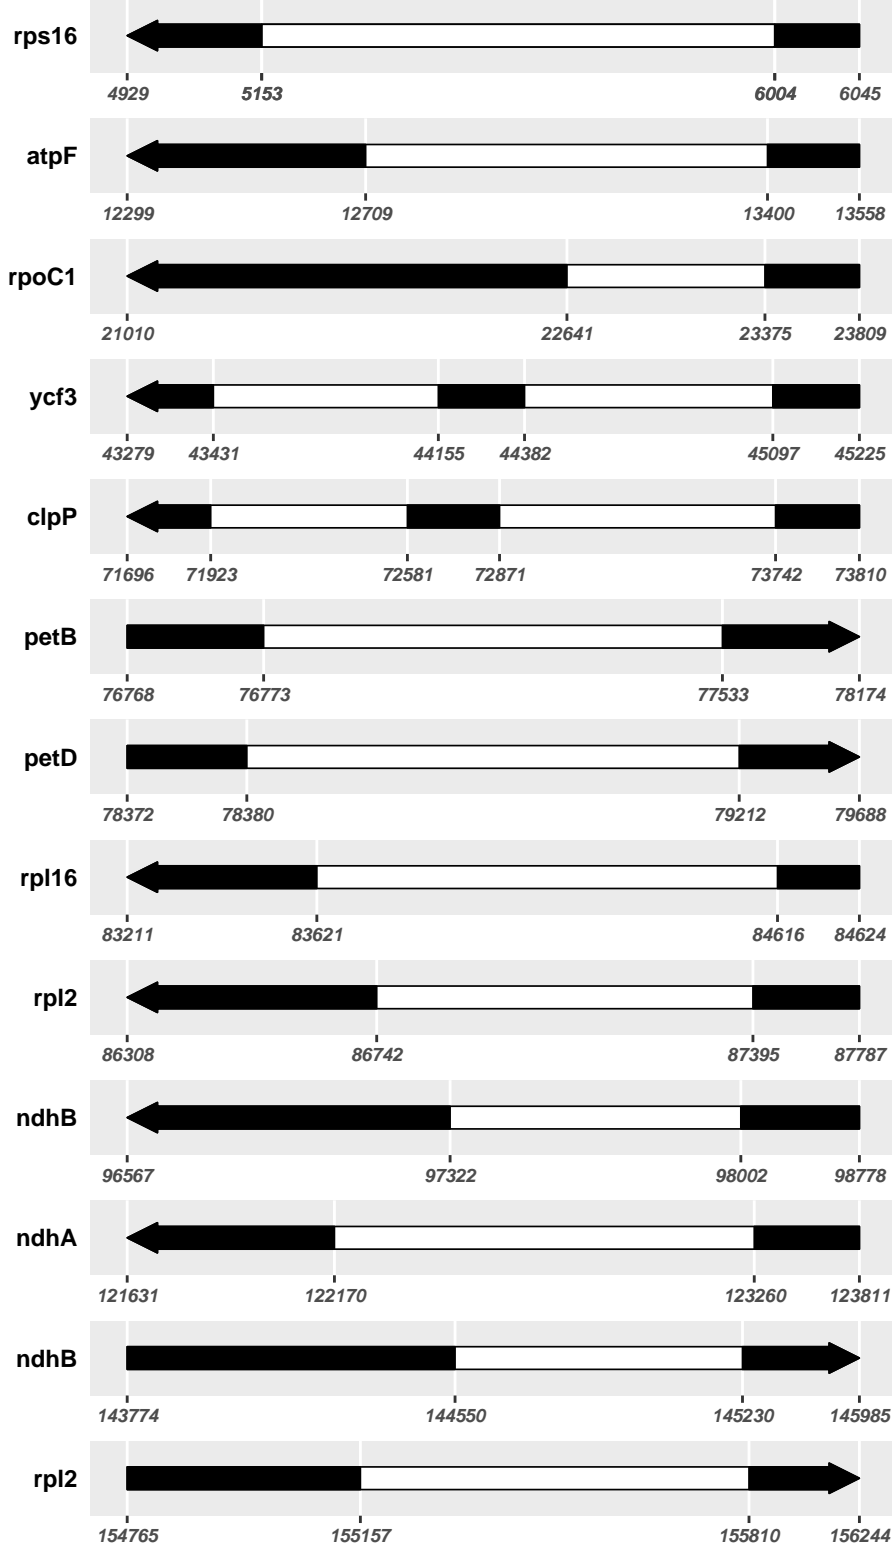 rps16
4929 5153 6004 6045
atpF
12299 12709 13400 13558
rpoC1
21010 22641 23375 23809
ycf3
43279 43431 44155 44382 45097 45225
clpP
71696 71923 72581 72871 73742 73810
petB
76768 76773 77533 78174
petD
78372 78380 79212 79688
rpl16
83211 83621 84616 84624
rpl2
86308 86742 87395 87787
ndhB
96567 97322 98002 98778
ndhA
121631 122170 123260 123811
ndhB
143774 144550 145230 145985
rpl2
154765 155157 155810 156244